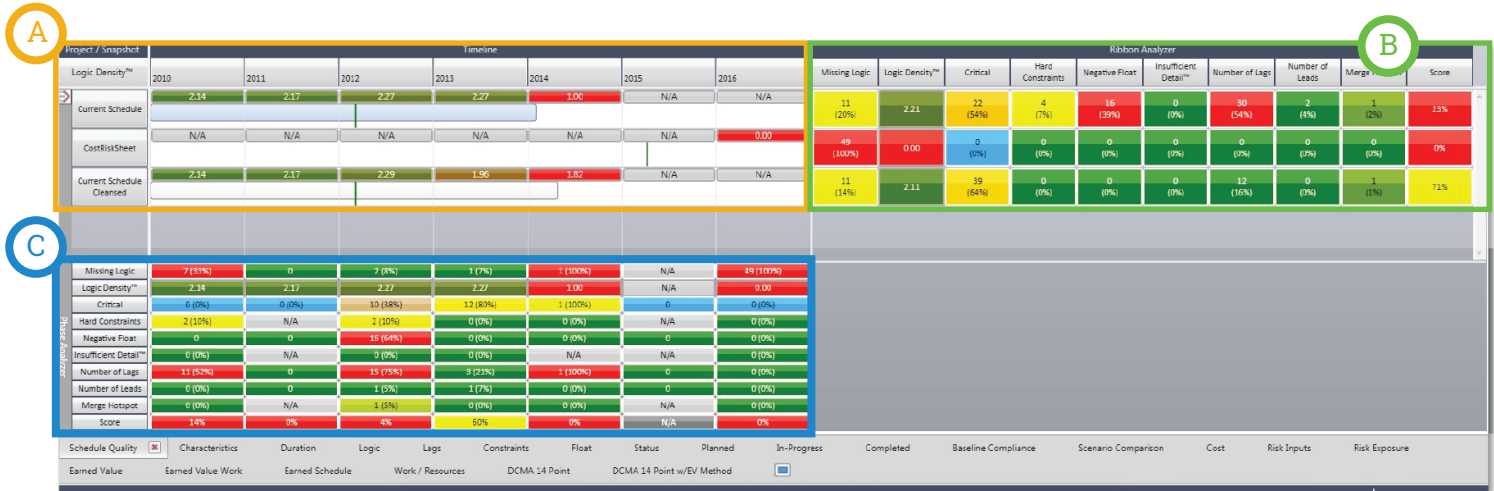 A
B
Project / Snapshot Timeline Ribbon Analyzer
Logic Density™ 2010 2011 2012 2013 2014 2015 2016 Missing Logic Logic Density™ Critical Hard Constraints Negative Float Insufficient Detail™ Number of Lags Number of Leads Merge Score
Current Schedule 2.14 2.17 2.27 2.27 1.00 N/A N/A 11 (20%) 2.21 22 (54%) 4 (7%) 16 (39%) 0 (0%) 30 (54%) 2 (4%) 1 (2%) 23%
CostRiskSheet N/A N/A N/A N/A N/A N/A 0.00 49 (100%) 0.00 0 (0%) 0 (0%) 0 (0%) 0 (0%) 0 (0%) 0 (0%) 0 (0%) 0%
Current Schedule Cleansed 2.14 2.17 2.29 1.96 1.82 N/A N/A 11 (14%) 2.11 39 (64%) 0 (0%) 0 (0%) 0 (0%) 12 (16%) 0 (0%) 1 (1%) 71%
C
Phase Analyzer
Missing Logic 7 (33%) 0 2 (8%) 1 (7%) 1 (100%) N/A 49 (100%)
Logic Density™ 2.14 2.17 2.27 2.27 1.00 N/A 0.00
Critical 0 (0%) 0 (0%) 10 (38%) 12 (80%) 1 (100%) 0 0 (0%)
Hard Constraints 2 (10%) N/A 2 (10%) 0 (0%) 0 (0%) N/A 0 (0%)
Negative Float 0 0 16 (64%) 0 (0%) 0 (0%) 0 0 (0%)
Insufficient Detail™ 0 (0%) N/A 0 (0%) 0 (0%) N/A N/A 0 (0%)
Number of Lags 11 (52%) 0 15 (75%) 3 (21%) 1 (100%) 0 0 (0%)
Number of Leads 0 (0%) 0 1 (5%) 1 (7%) 0 (0%) 0 0 (0%)
Merge Hotspot 0 (0%) N/A 1 (5%) 0 (0%) 0 (0%) N/A 0 (0%)
Score 14% 0% 4% 50% 0% N/A 0%
Schedule Quality Characteristics Duration Logic Lags Constraints Float Status Planned In-Progress Completed Baseline Compliance Scenario Comparison Cost Risk Inputs Risk Exposure
Earned Value Earned Value Work Earned Schedule Work / Resources DCMA 14 Point DCMA 14 Point w/EV Method